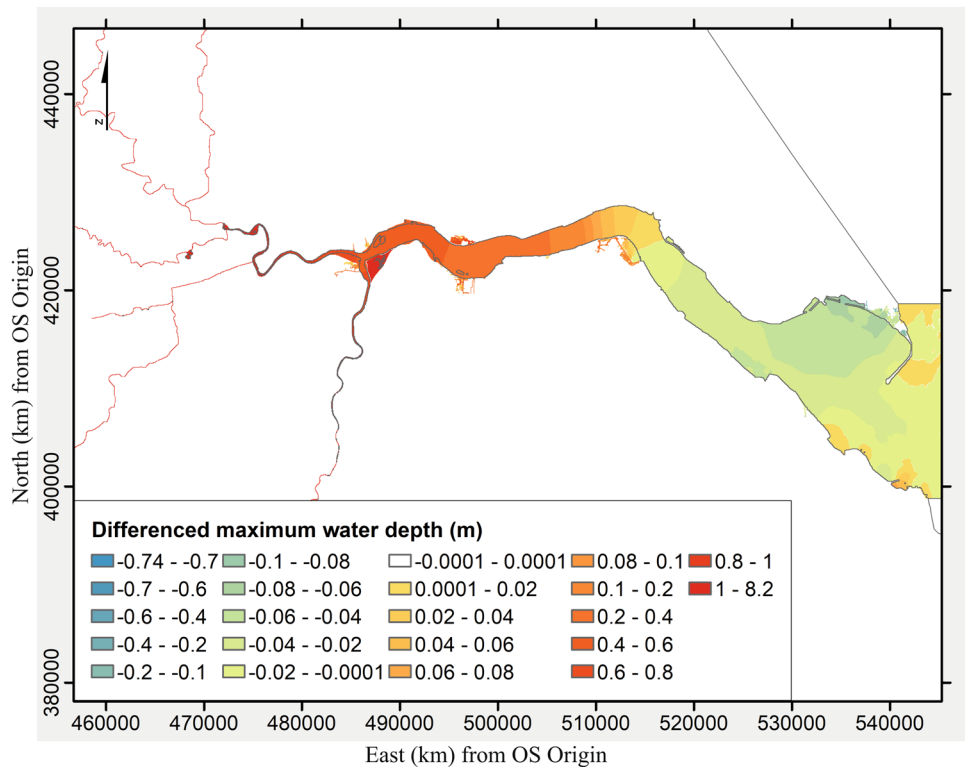 440000
420000
400000
380000
North (km) from OS Origin
N
Differenced maximum water depth (m)
-0.74 - -0.7 -0.1 - -0.08 -0.0001 - 0.0001 0.08 - 0.1 0.8 - 1
-0.7 - -0.6 -0.08 - -0.06 0.0001 - 0.02 0.1 - 0.2 1 - 8.2
-0.6 - -0.4 -0.06 - -0.04 0.02 - 0.04 0.2 - 0.4
-0.4 - -0.2 -0.04 - -0.02 0.04 - 0.06 0.4 - 0.6
-0.2 - -0.1 -0.02 - -0.0001 0.06 - 0.08 0.6 - 0.8
460000 470000 480000 490000 500000 510000 520000 530000 540000
East (km) from OS Origin